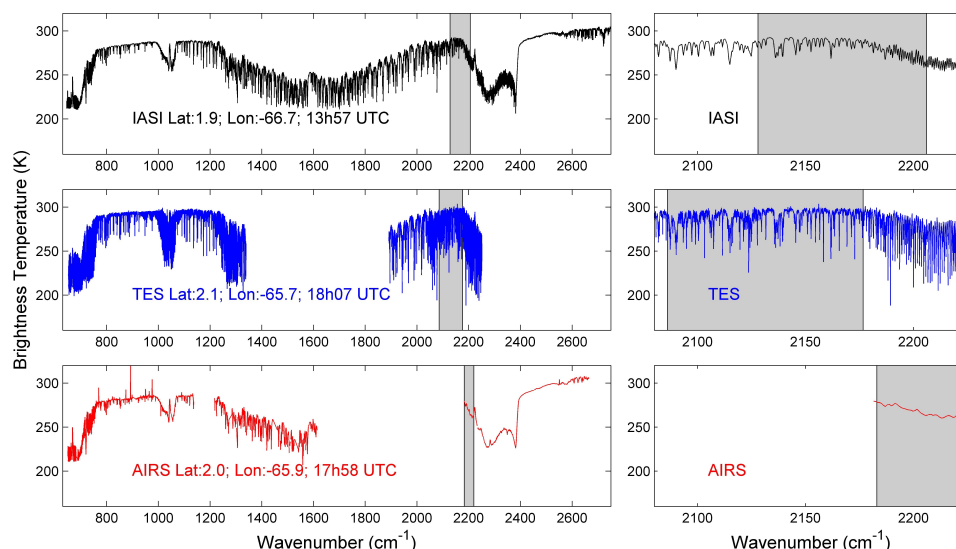 Brightness Temperature (K)
300
250
200
IASI Lat:1.9; Lon:-66.7; 13h57 UTC
800 1000 1200 1400 1600 1800 2000 2200 2400 2600
300
250
200
IASI
2100 2150 2200
300
250
200
TES Lat:2.1; Lon:-65.7; 18h07 UTC
800 1000 1200 1400 1600 1800 2000 2200 2400 2600
300
250
200
TES
2100 2150 2200
300
250
200
AIRS Lat:2.0; Lon:-65.9; 17h58 UTC
800 1000 1200 1400 1600 1800 2000 2200 2400 2600
Wavenumber (cm⁻¹)
300
250
200
AIRS
2100 2150 2200
Wavenumber (cm⁻¹)